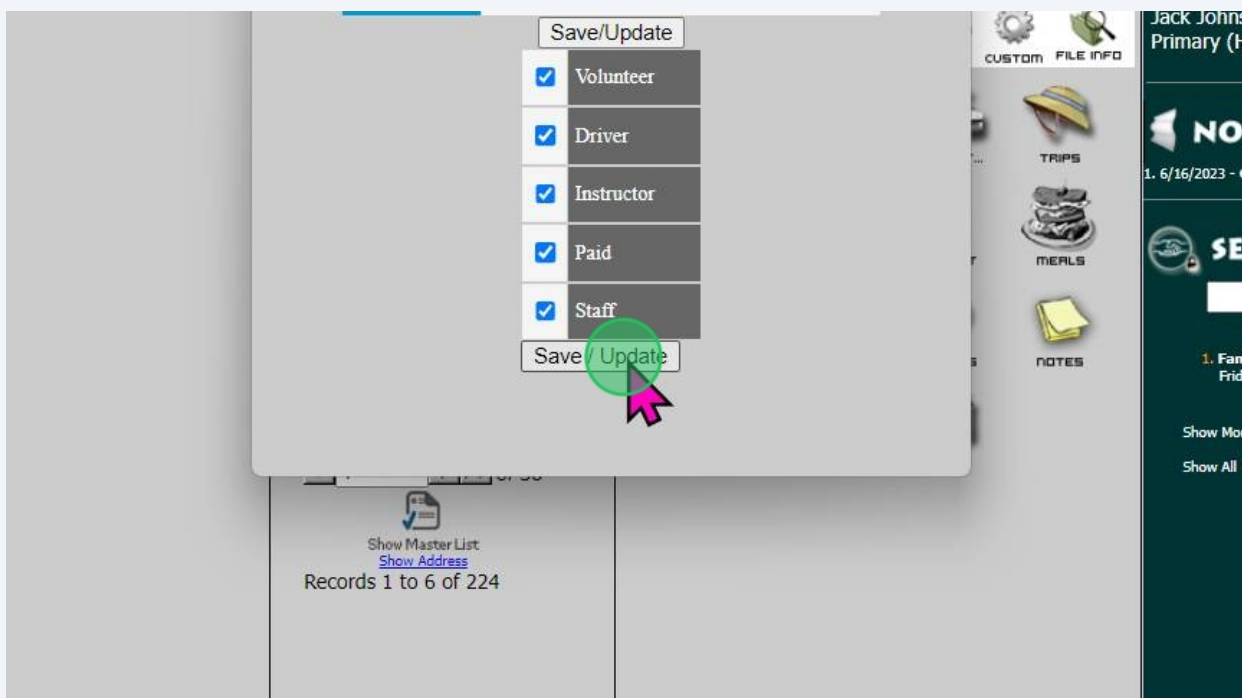 Save/Update
Volunteer
Driver
Instructor
Paid
Staff
Save / Update
Show Master List
Show Address
Records 1 to 6 of 224
CUSTOM FILE INFO
TRIPS
MEALS
NOTES
Primary
NO
1. 6/16/2023 -
SE
1.
Show
Show All